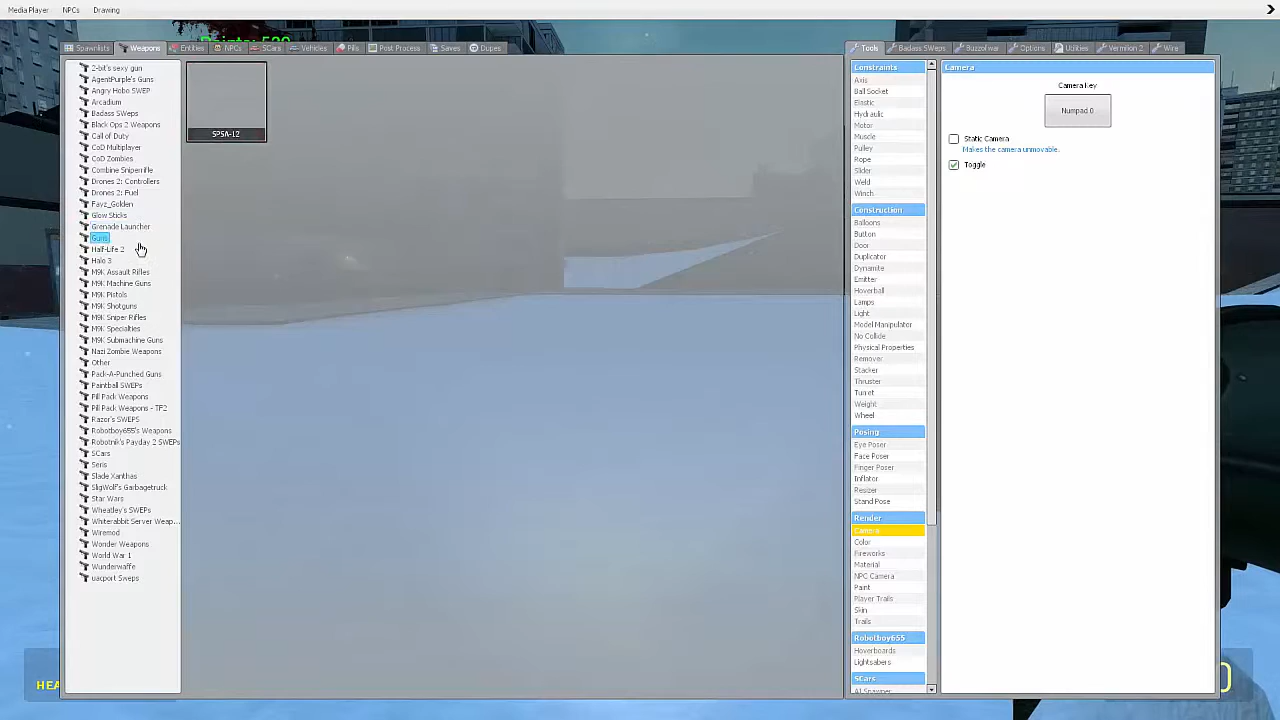 Media Player NPCs Drawing
Spawnlists Weapons Entities NPCs SCars Vehicles Pills Post Process Saves Dupes
2-bit's sexy gun
AgentPurple's Guns
Angry Hobo SWEP
Arcadium
Badass SWeps
Black Ops 2 Weapons
Call of Duty
CoD Multiplayer
CoD Zombies
Combine Sniperrifle
Drones 2: Controllers
Drones 2: Fuel
Fayz_Golden
Glow Sticks
Grenade Launcher
Guns
Half-Life 2
Halo 3
M9K Assault Rifles
M9K Machine Guns
M9K Pistols
M9K Shotguns
M9K Sniper Rifles
M9K Specialties
M9K Submachine Guns
Nazi Zombie Weapons
Other
Pack-A-Punched Guns
Paintball SWEPs
Pill Pack Weapons
Pill Pack Weapons - TF2
Razor's SWEPS
Robotboy655's Weapons
Robotnik's Payday 2 SWEPs
SCars
Seris
Slade Xanthas
SligWolf's Garbagetruck
Star Wars
Wheatley's SWEPs
Whiterabbit Server Weap...
Wiremod
Wonder Weapons
World War 1
Wunderwaffe
uacport Sweps
SPSA-12
Tools Badass SWeps Buzzofwar Options Utilities Vermilion 2 Wire
Constraints
Axis
Ball Socket
Elastic
Hydraulic
Motor
Muscle
Pulley
Rope
Slider
Weld
Winch
Construction
Balloons
Button
Door
Duplicator
Dynamite
Emitter
Hoverball
Lamps
Light
Model Manipulator
No Collide
Physical Properties
Remover
Stacker
Thruster
Turret
Weight
Wheel
Posing
Eye Poser
Face Poser
Finger Poser
Inflator
Resizer
Stand Pose
Render
Camera
Color
Fireworks
Material
NPC Camera
Paint
Player Trails
Skin
Trails
Robotboy655
Hoverboards
Lightsabers
SCars
AI Spawner
Camera
Camera Key
Numpad 0
Static Camera
Makes the camera unmovable.
Toggle
HEA